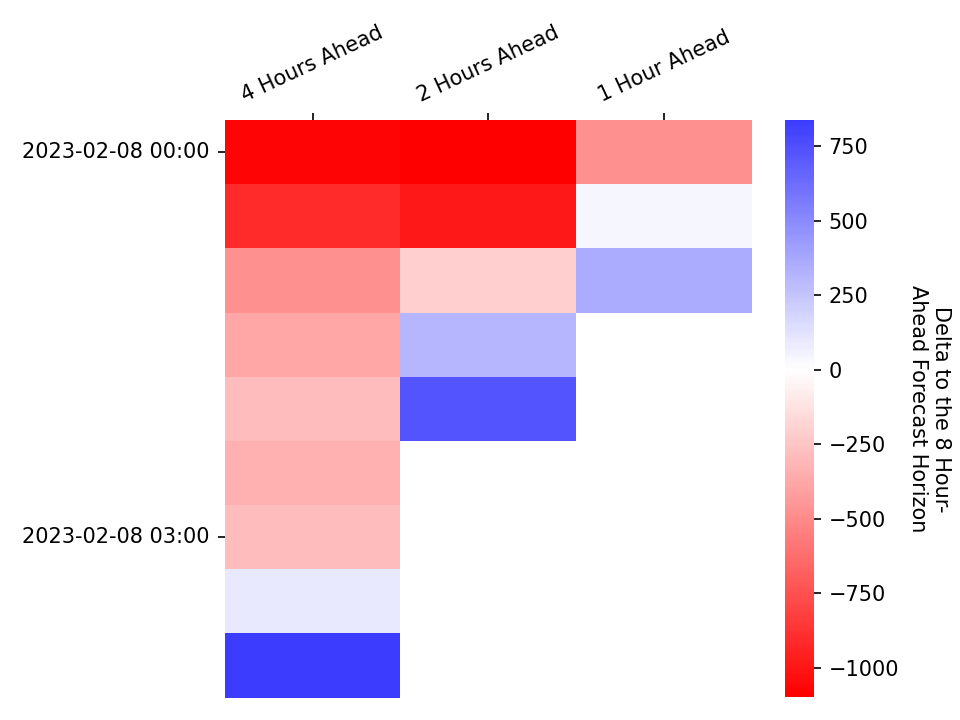 4 Hours Ahead
2 Hours Ahead
1 Hour Ahead
2023-02-08 00:00
2023-02-08 03:00
750
500
250
0
−250
−500
−750
−1000
Delta to the 8 Hour-
Ahead Forecast Horizon